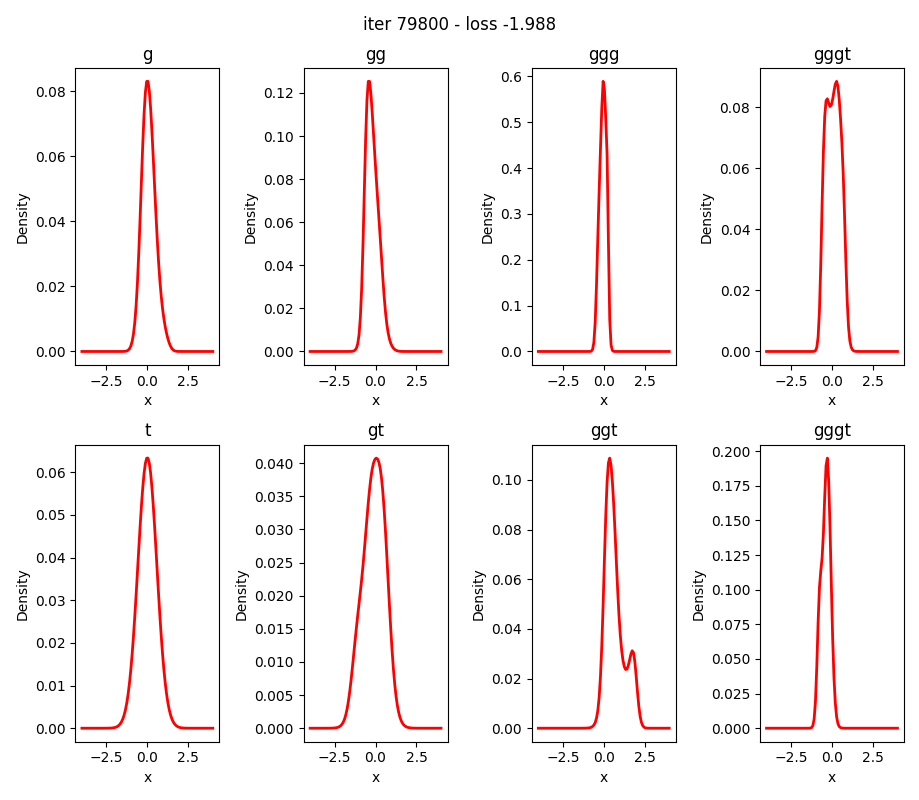 iter 79800 - loss -1.988
g gg ggg gggt
0.08 0.06 0.04 0.02 0.00
Density
−2.5 0.0 2.5
x
0.12 0.10 0.08 0.06 0.04 0.02 0.00
Density
−2.5 0.0 2.5
x
0.6 0.5 0.4 0.3 0.2 0.1 0.0
Density
−2.5 0.0 2.5
x
0.08 0.06 0.04 0.02 0.00
Density
−2.5 0.0 2.5
x
t gt ggt gggt
0.06 0.05 0.04 0.03 0.02 0.01 0.00
Density
−2.5 0.0 2.5
x
0.040 0.035 0.030 0.025 0.020 0.015 0.010 0.005 0.000
Density
−2.5 0.0 2.5
x
0.10 0.08 0.06 0.04 0.02 0.00
Density
−2.5 0.0 2.5
x
0.200 0.175 0.150 0.125 0.100 0.075 0.050 0.025 0.000
Density
−2.5 0.0 2.5
x